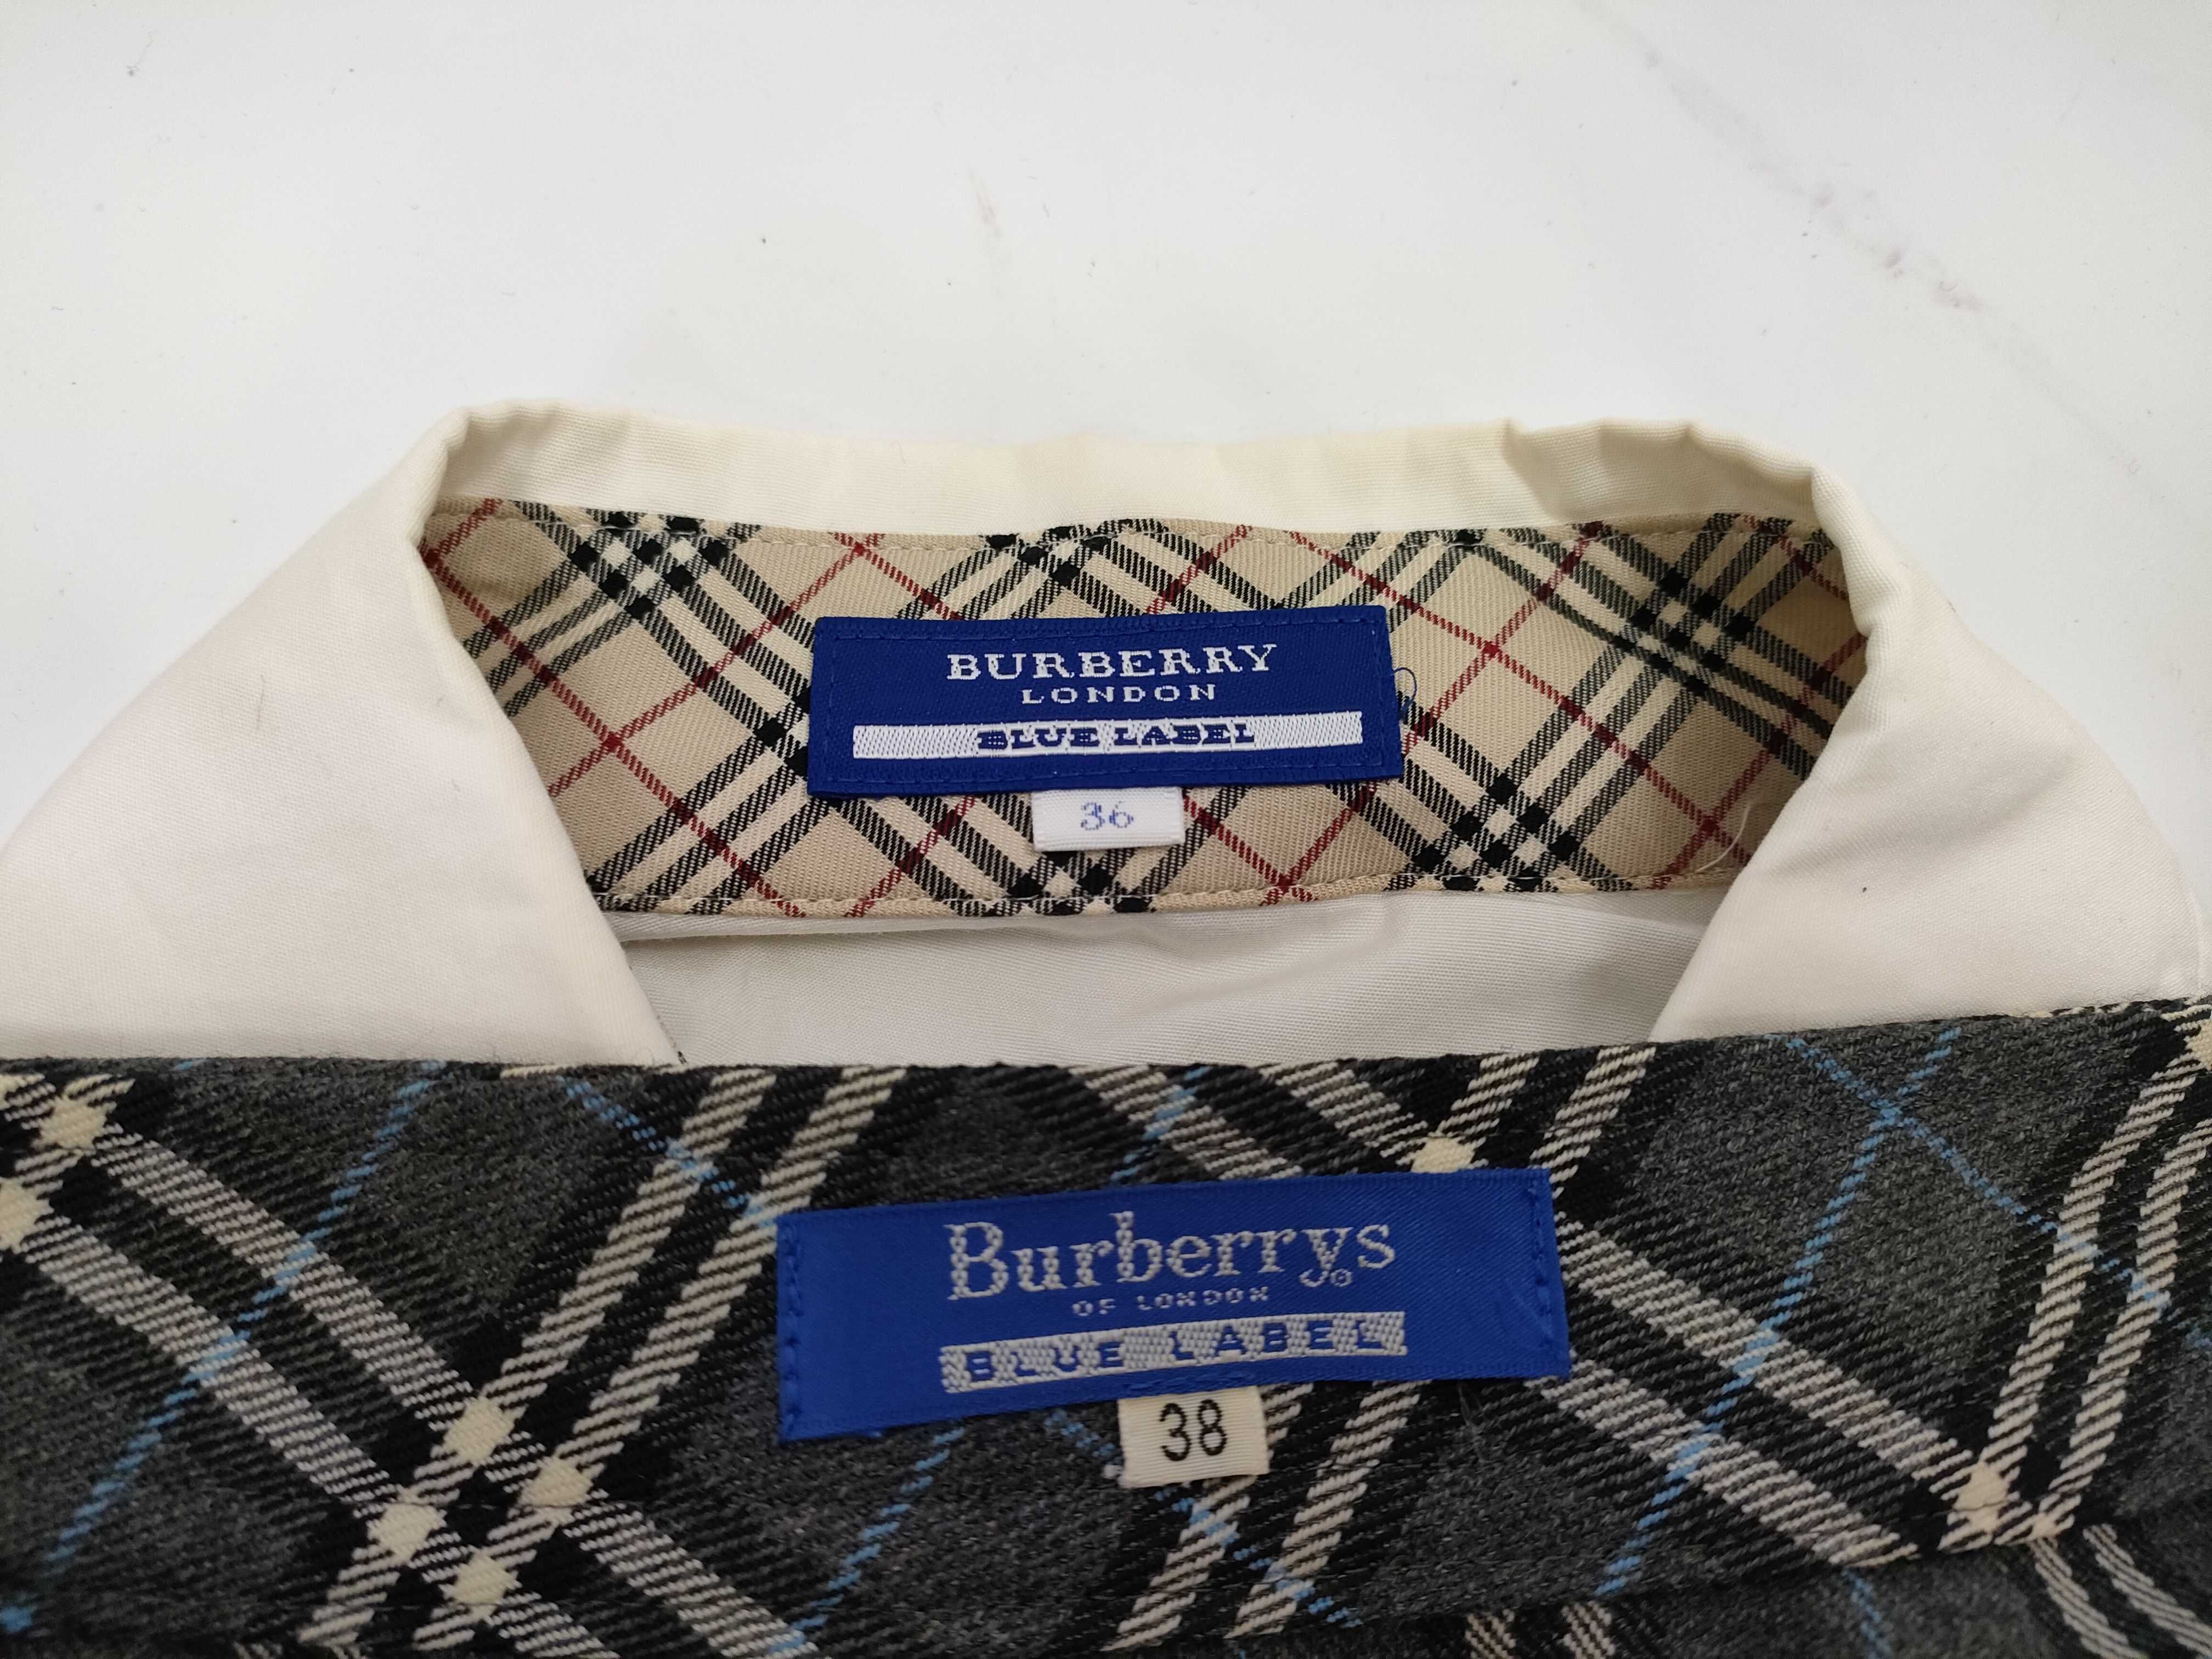 BURBERRY
LONDON
BLUE LABEL
36
Burberrys®
OF LONDON
BLUE LABEL
38